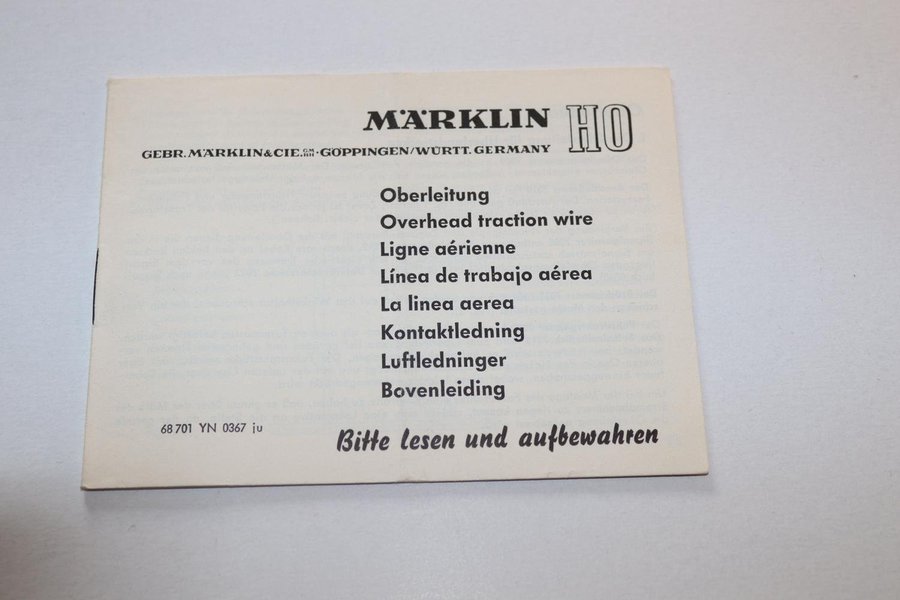 MÄRKLIN HO
GEBR. MÄRKLIN & CIE. GMBH · GÖPPINGEN/WÜRTT. GERMANY
Oberleitung
Overhead traction wire
Ligne aérienne
Línea de trabajo aérea
La linea aerea
Kontaktledning
Luftledninger
Bovenleiding
68 701 YN 0367 ju
Bitte lesen und aufbewahren